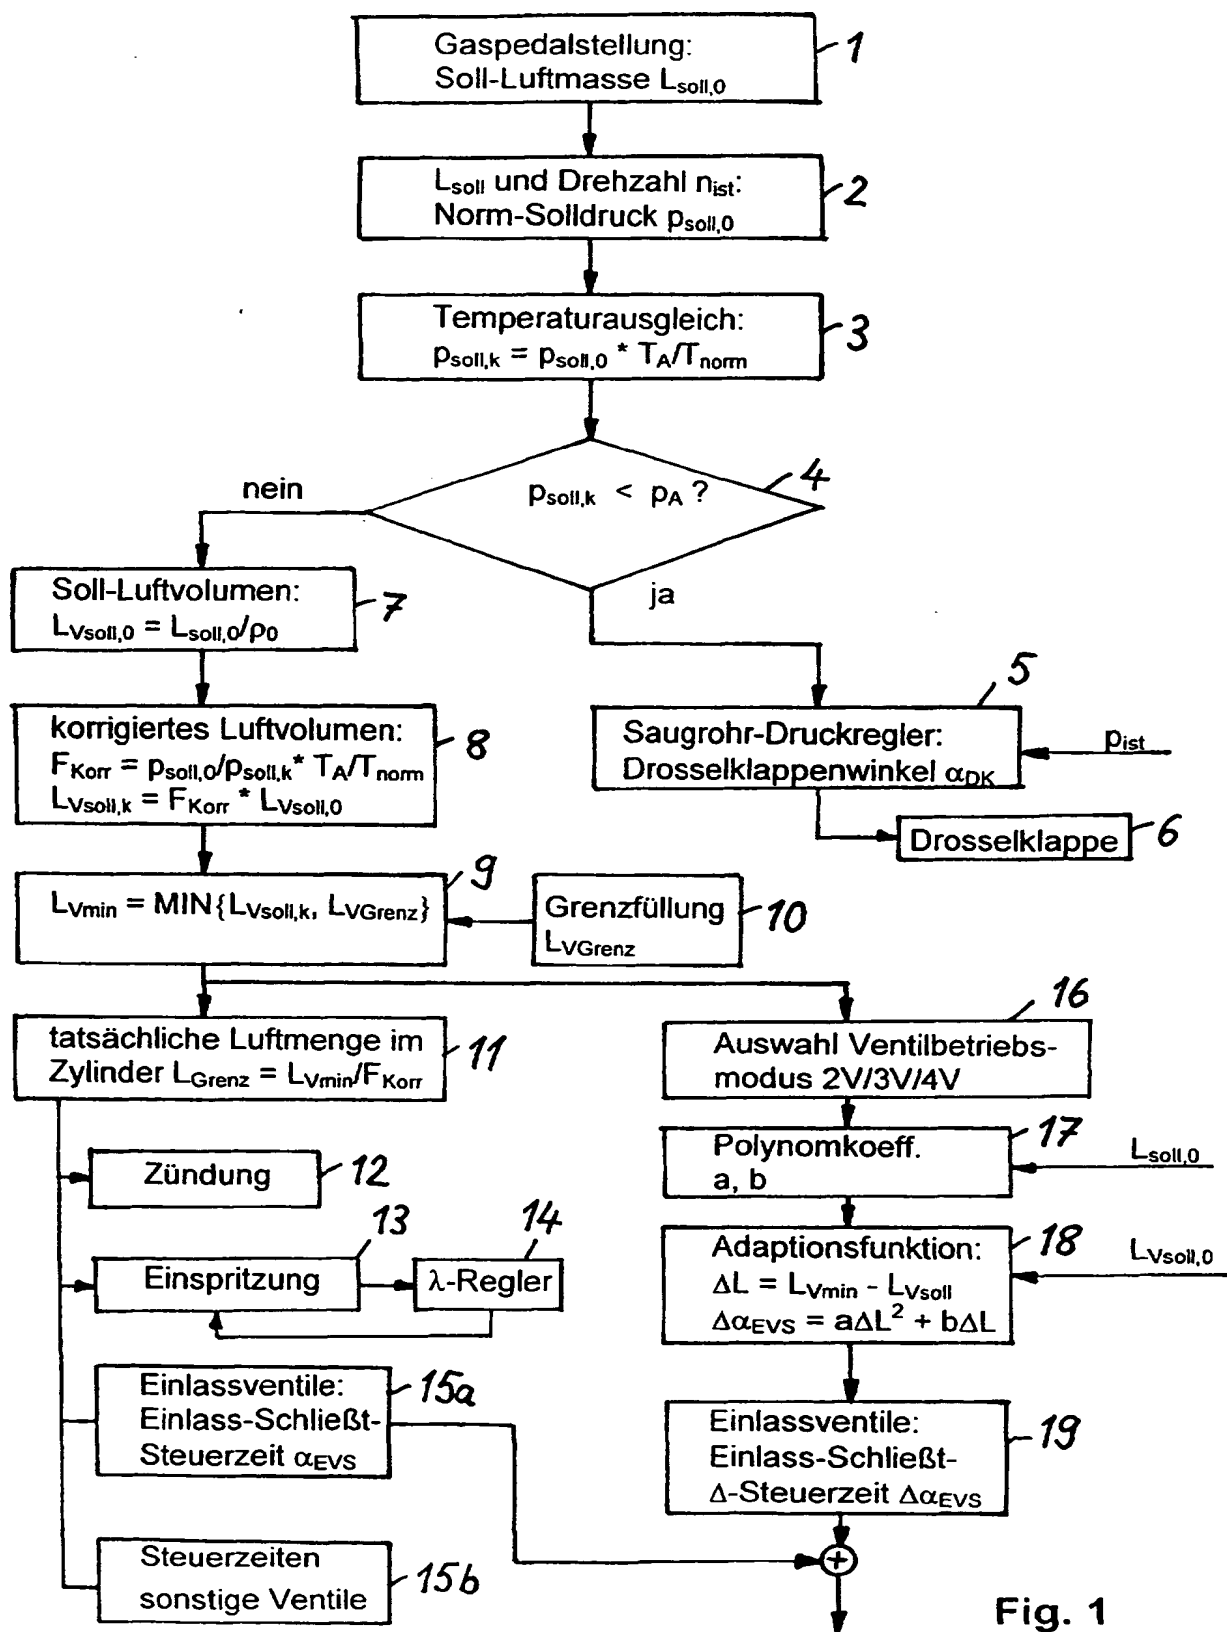 Gaspedalstellung:
Soll-Luftmasse Lsoll,0
1
Lsoll und Drehzahl nist:
Norm-Solldruck psoll,0
2
Temperaturausgleich:
psoll,k = psoll,0 * TA/Tnorm
3
psoll,k < pA ?
4
nein
ja
Soll-Luftvolumen:
LVsoll,0 = Lsoll,0/ρ0
7
korrigiertes Luftvolumen:
FKorr = psoll,0/psoll,k* TA/Tnorm
LVsoll,k = FKorr * LVsoll,0
8
Saugrohr-Druckregler:
Drosselklappenwinkel αDK
5
pist
Drosselklappe
6
LVmin = MIN{LVsoll,k, LVGrenz}
9
Grenzfüllung
LVGrenz
10
tatsächliche Luftmenge im
Zylinder LGrenz = LVmin/FKorr
11
Auswahl Ventilbetriebs-
modus 2V/3V/4V
16
Zündung
12
Polynomkoeff.
a, b
17
Lsoll,0
Einspritzung
13
λ-Regler
14
Adaptionsfunktion:
ΔL = LVmin - LVsoll
ΔαEVS = aΔL² + bΔL
18
LVsoll,0
Einlassventile:
Einlass-Schließt-
Steuerzeit αEVS
15a
Einlassventile:
Einlass-Schließt-
Δ-Steuerzeit ΔαEVS
19
Steuerzeiten
sonstige Ventile
15b
+
Fig. 1